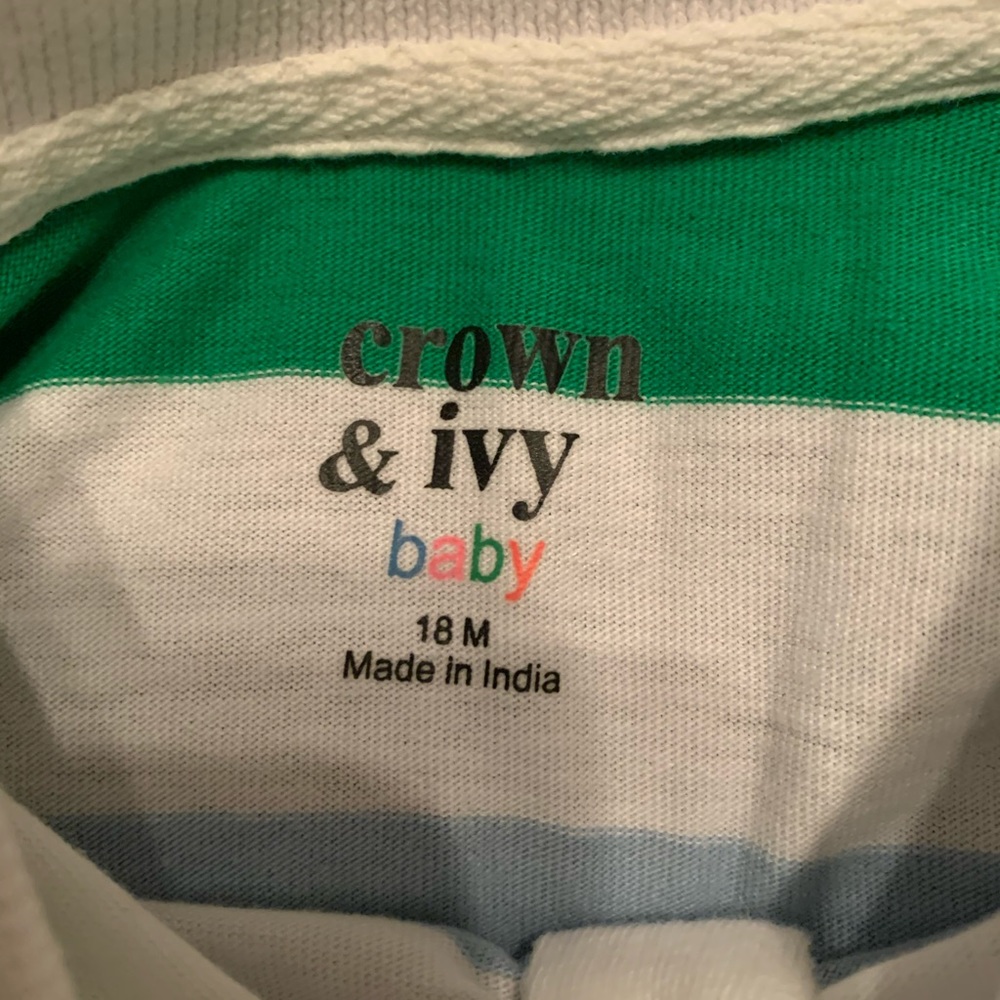 crown
& ivy
baby
18 M
Made in India